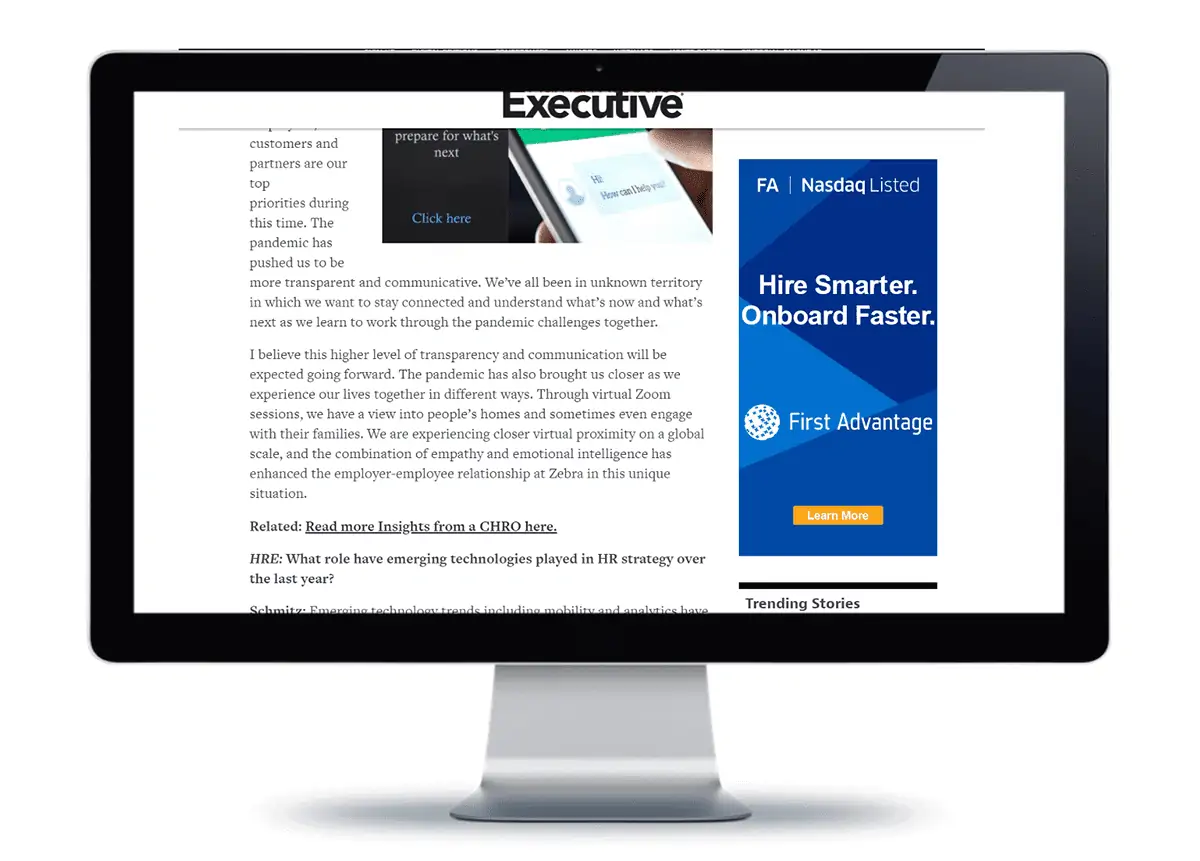 Executive
customers and
partners are our
top
priorities during
this time. The
pandemic has
pushed us to be
more transparent and communicative. We’ve all been in unknown territory
in which we want to stay connected and understand what’s now and what’s
next as we learn to work through the pandemic challenges together.
I believe this higher level of transparency and communication will be
expected going forward. The pandemic has also brought us closer as we
experience our lives together in different ways. Through virtual Zoom
sessions, we have a view into people’s homes and sometimes even engage
with their families. We are experiencing closer virtual proximity on a global
scale, and the combination of empathy and emotional intelligence has
enhanced the employer-employee relationship at Zebra in this unique
situation.
Related: Read more Insights from a CHRO here.
HRE: What role have emerging technologies played in HR strategy over
the last year?
Schmitz: Emerging technology trends including mobility and analytics have
prepare for what's
next
Click here
Hi!
How can I help you?
FA | Nasdaq Listed
Hire Smarter.
Onboard Faster.
First Advantage
Learn More
Trending Stories